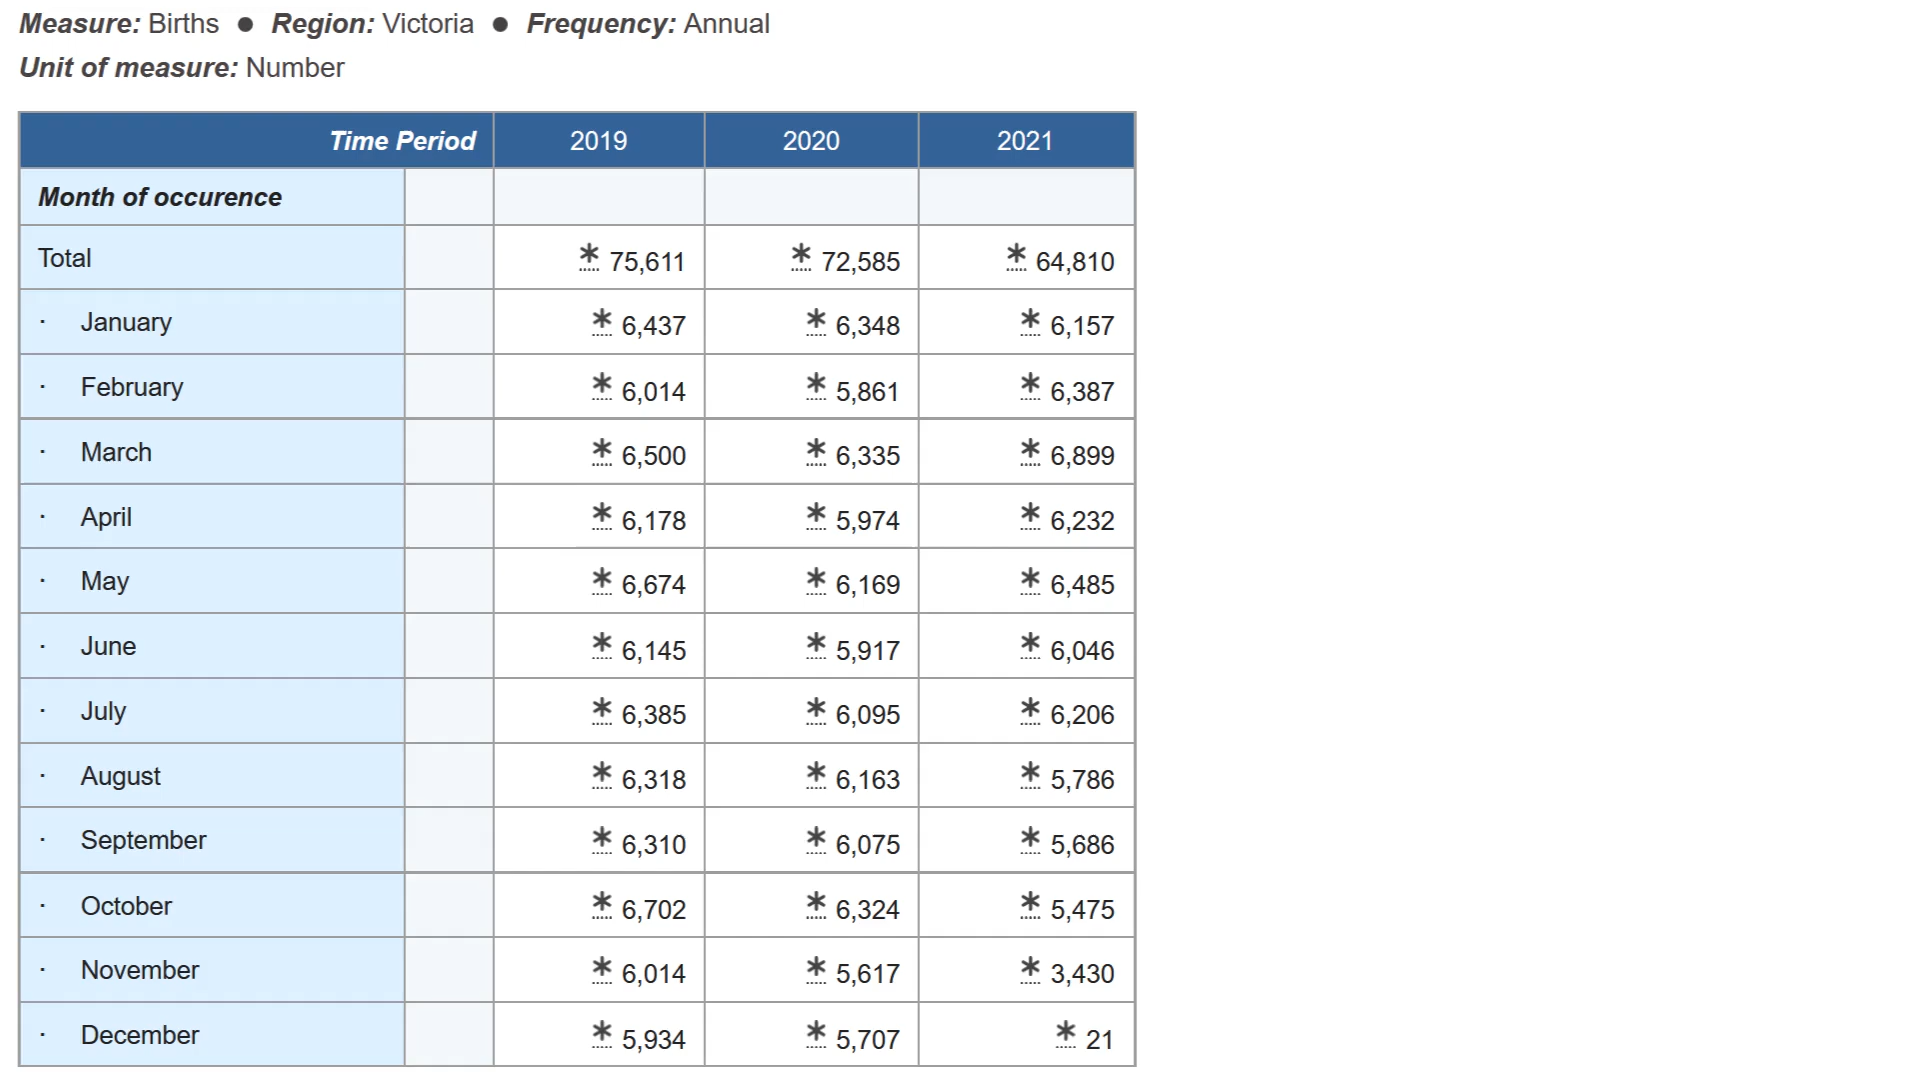 Measure: Births ● Region: Victoria ● Frequency: Annual
Unit of measure: Number
Time Period 2019 2020 2021
Month of occurence
Total * 75,611 * 72,585 * 64,810
· January * 6,437 * 6,348 * 6,157
· February * 6,014 * 5,861 * 6,387
· March * 6,500 * 6,335 * 6,899
· April * 6,178 * 5,974 * 6,232
· May * 6,674 * 6,169 * 6,485
· June * 6,145 * 5,917 * 6,046
· July * 6,385 * 6,095 * 6,206
· August * 6,318 * 6,163 * 5,786
· September * 6,310 * 6,075 * 5,686
· October * 6,702 * 6,324 * 5,475
· November * 6,014 * 5,617 * 3,430
· December * 5,934 * 5,707 * 21